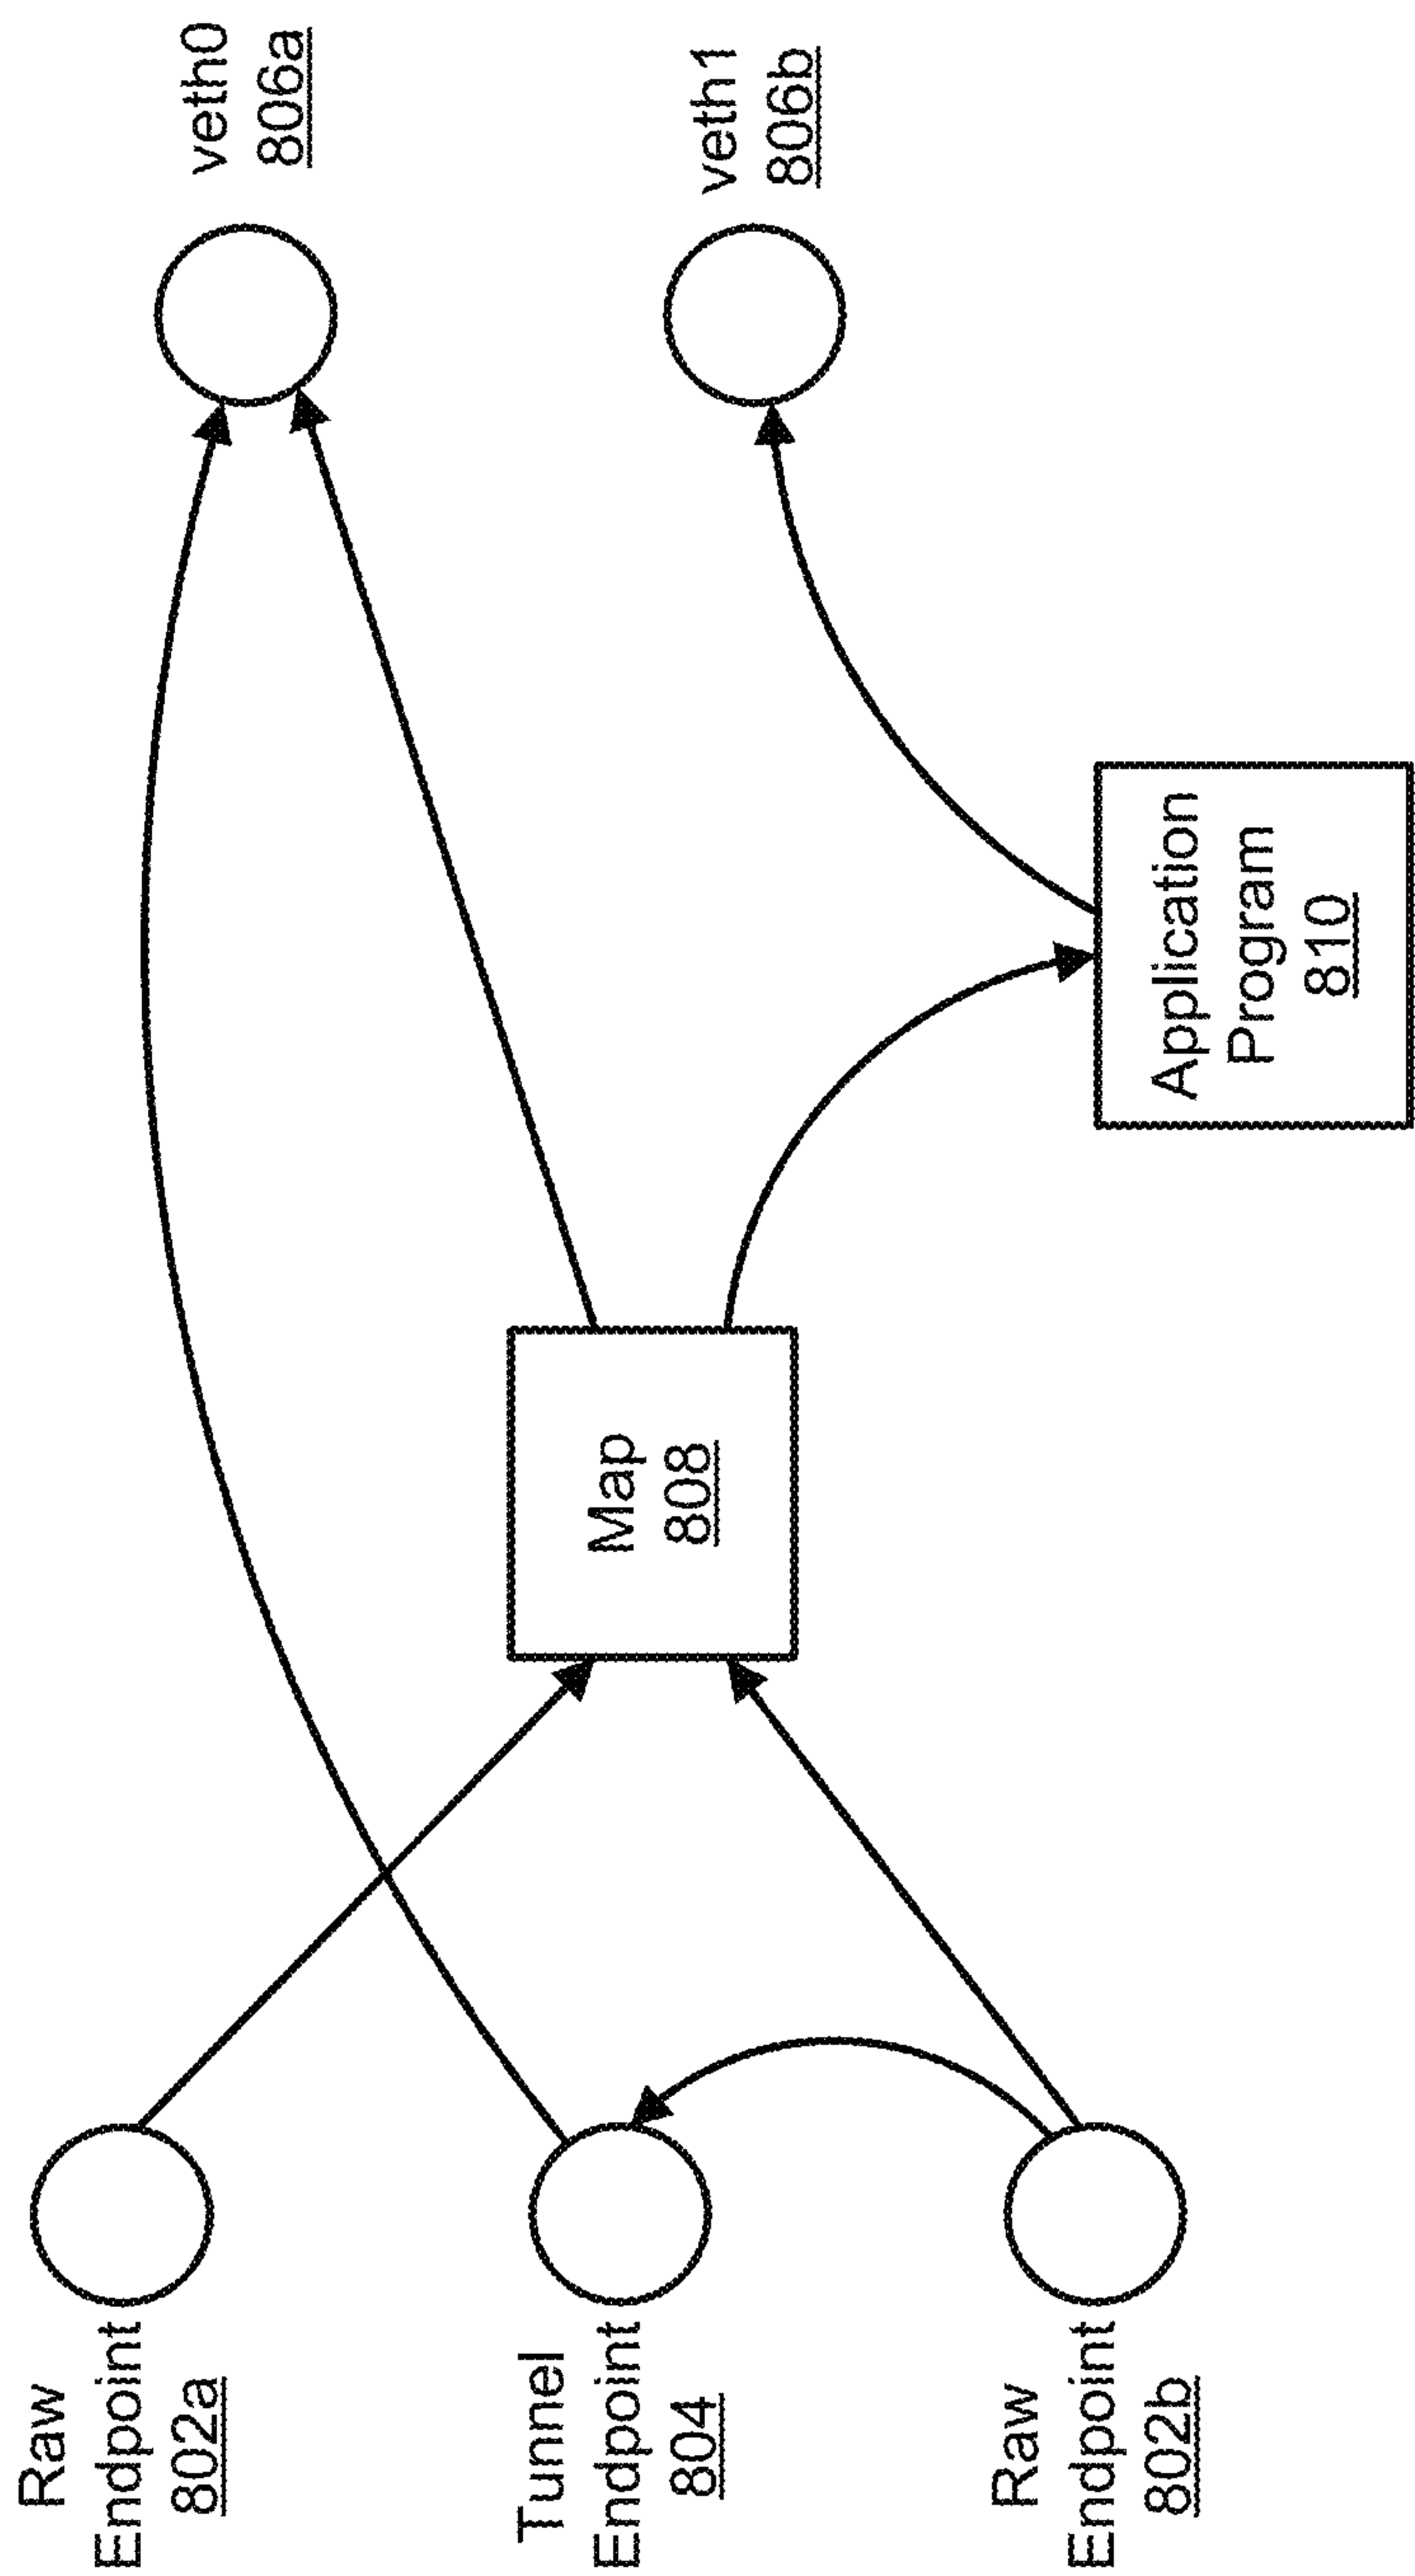 Raw
Endpoint
802a
Tunnel
Endpoint
804
Raw
Endpoint
802b
Map
808
Application
Program
810
veth0
806a
veth1
806b